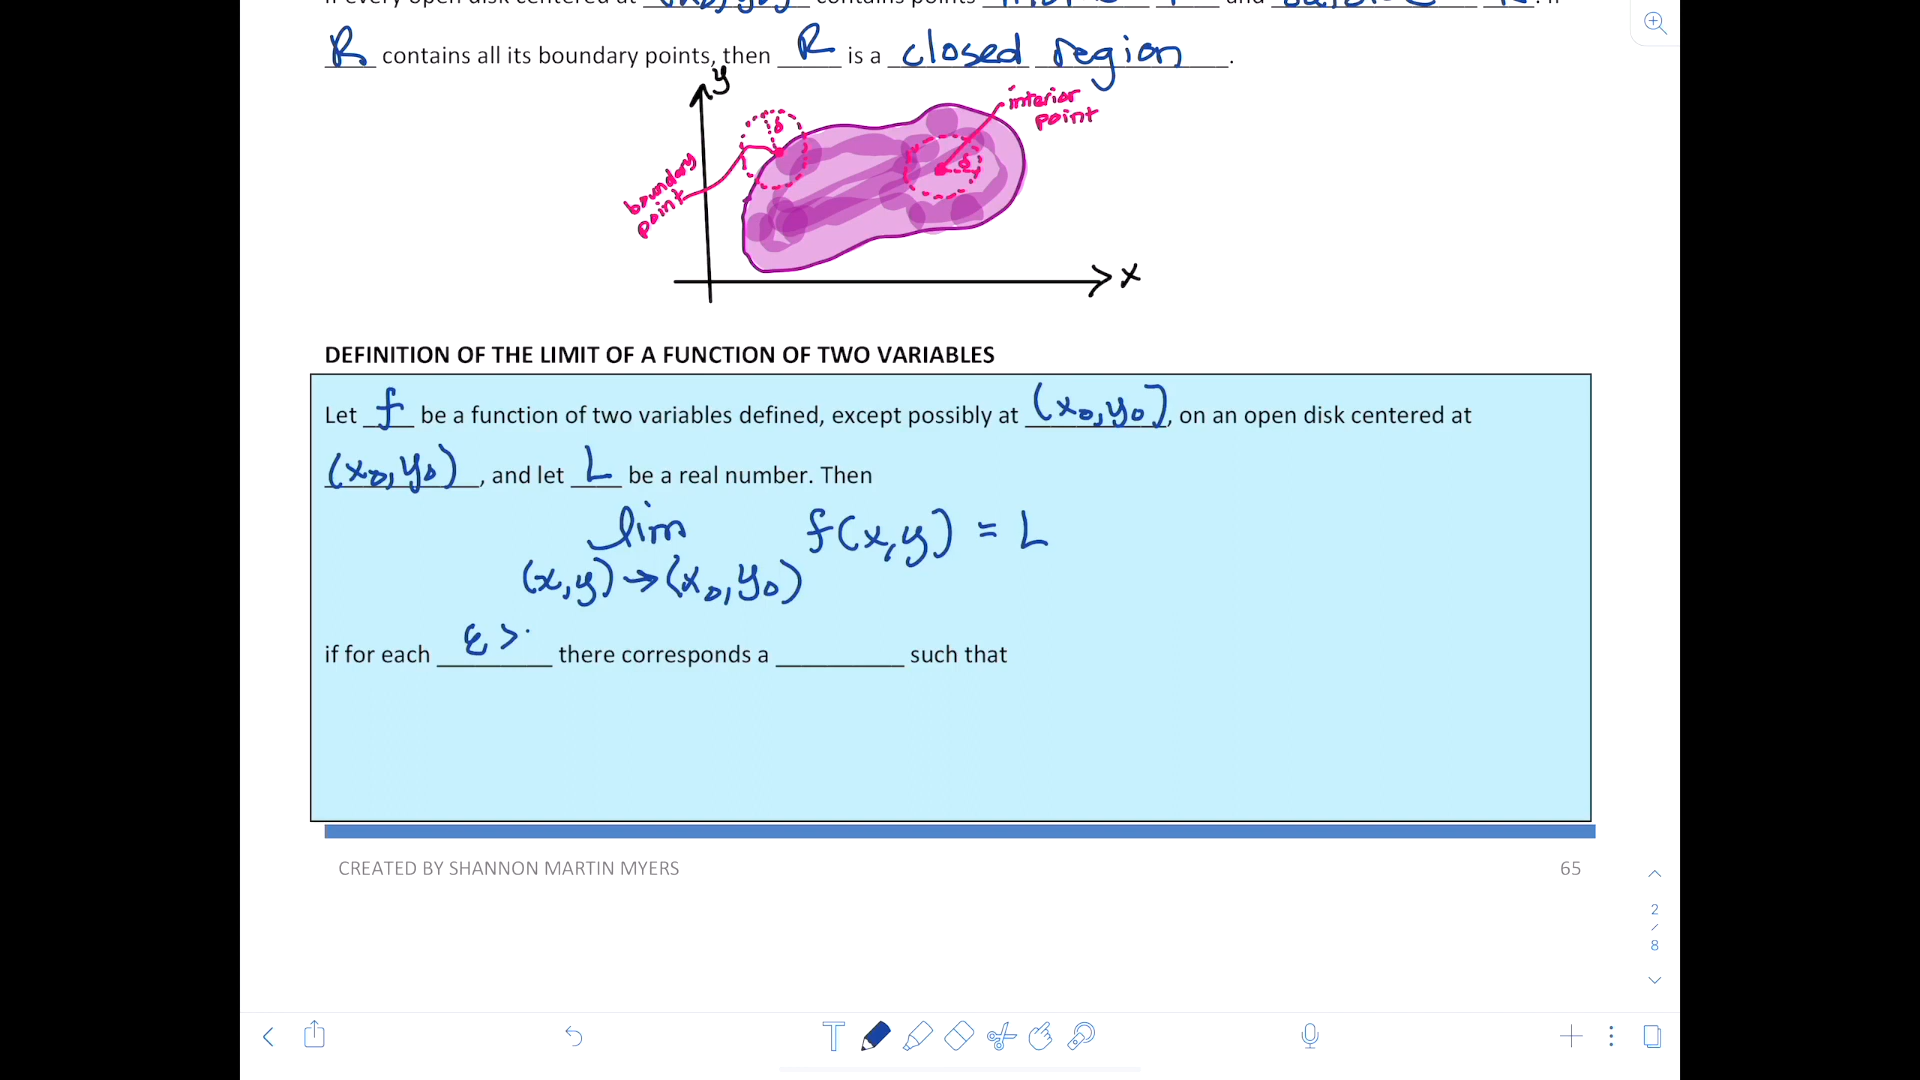 R contains all its boundary points, then R is a closed region.
y
δ
interior
point
δ
boundary
point
x
DEFINITION OF THE LIMIT OF A FUNCTION OF TWO VARIABLES
Let f be a function of two variables defined, except possibly at (x₀,y₀), on an open disk centered at
(x₀,y₀), and let L be a real number. Then
lim f(x,y) = L
(x,y)→(x₀,y₀)
if for each ε > there corresponds a ________ such that
CREATED BY SHANNON MARTIN MYERS
65
2
/
8
T